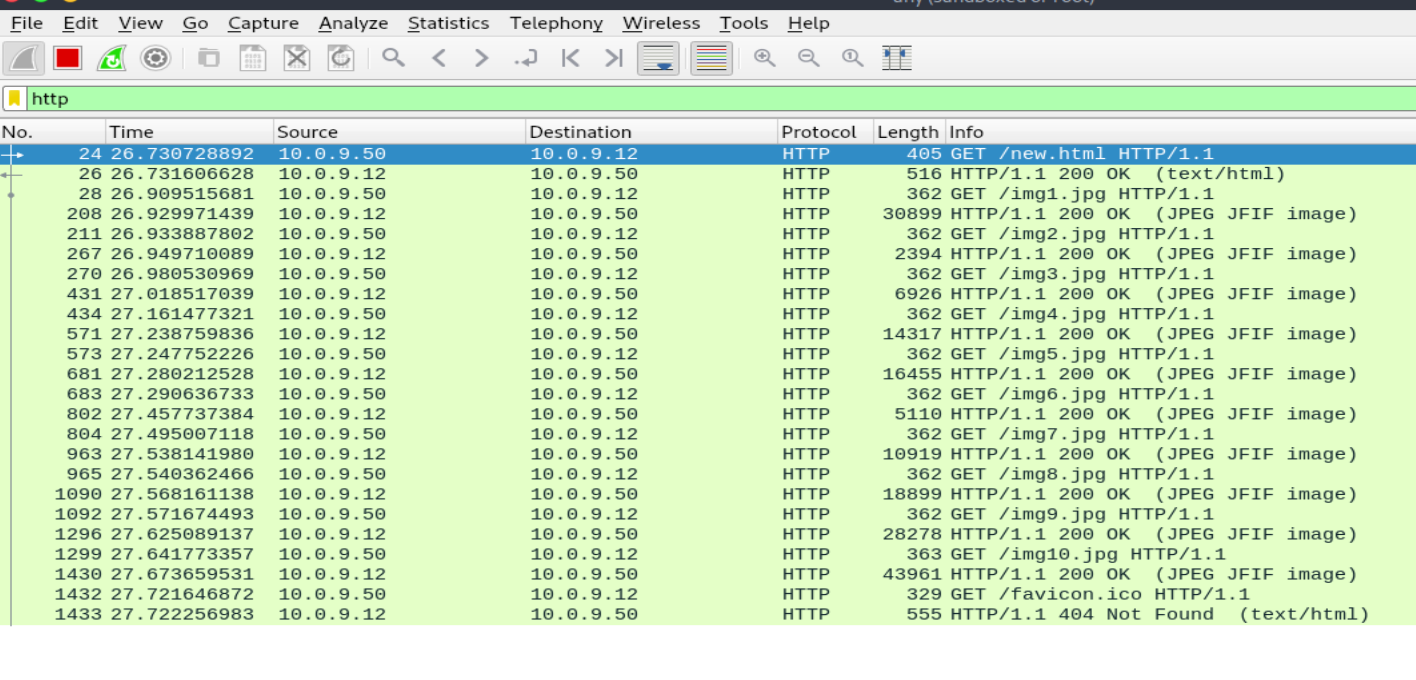 File Edit View Go Capture Analyze Statistics Telephony Wireless Tools Help
http
No. Time Source Destination Protocol Length Info
24 26.730728892 10.0.9.50 10.0.9.12 HTTP 405 GET /new.html HTTP/1.1
26 26.731606628 10.0.9.12 10.0.9.50 HTTP 516 HTTP/1.1 200 OK (text/html)
28 26.909515681 10.0.9.50 10.0.9.12 HTTP 362 GET /img1.jpg HTTP/1.1
208 26.929971439 10.0.9.12 10.0.9.50 HTTP 30899 HTTP/1.1 200 OK (JPEG JFIF image)
211 26.933887802 10.0.9.50 10.0.9.12 HTTP 362 GET /img2.jpg HTTP/1.1
267 26.949710089 10.0.9.12 10.0.9.50 HTTP 2394 HTTP/1.1 200 OK (JPEG JFIF image)
270 26.980530969 10.0.9.50 10.0.9.12 HTTP 362 GET /img3.jpg HTTP/1.1
431 27.018517039 10.0.9.12 10.0.9.50 HTTP 6926 HTTP/1.1 200 OK (JPEG JFIF image)
434 27.161477321 10.0.9.50 10.0.9.12 HTTP 362 GET /img4.jpg HTTP/1.1
571 27.238759836 10.0.9.12 10.0.9.50 HTTP 14317 HTTP/1.1 200 OK (JPEG JFIF image)
573 27.247752226 10.0.9.50 10.0.9.12 HTTP 362 GET /img5.jpg HTTP/1.1
681 27.280212528 10.0.9.12 10.0.9.50 HTTP 16455 HTTP/1.1 200 OK (JPEG JFIF image)
683 27.290636733 10.0.9.50 10.0.9.12 HTTP 362 GET /img6.jpg HTTP/1.1
802 27.457737384 10.0.9.12 10.0.9.50 HTTP 5110 HTTP/1.1 200 OK (JPEG JFIF image)
804 27.495007118 10.0.9.50 10.0.9.12 HTTP 362 GET /img7.jpg HTTP/1.1
963 27.538141980 10.0.9.12 10.0.9.50 HTTP 10919 HTTP/1.1 200 OK (JPEG JFIF image)
965 27.540362466 10.0.9.50 10.0.9.12 HTTP 362 GET /img8.jpg HTTP/1.1
1090 27.568161138 10.0.9.12 10.0.9.50 HTTP 18899 HTTP/1.1 200 OK (JPEG JFIF image)
1092 27.571674493 10.0.9.50 10.0.9.12 HTTP 362 GET /img9.jpg HTTP/1.1
1296 27.625089137 10.0.9.12 10.0.9.50 HTTP 28278 HTTP/1.1 200 OK (JPEG JFIF image)
1299 27.641773357 10.0.9.50 10.0.9.12 HTTP 363 GET /img10.jpg HTTP/1.1
1430 27.673659531 10.0.9.12 10.0.9.50 HTTP 43961 HTTP/1.1 200 OK (JPEG JFIF image)
1432 27.721646872 10.0.9.50 10.0.9.12 HTTP 329 GET /favicon.ico HTTP/1.1
1433 27.722256983 10.0.9.12 10.0.9.50 HTTP 555 HTTP/1.1 404 Not Found (text/html)